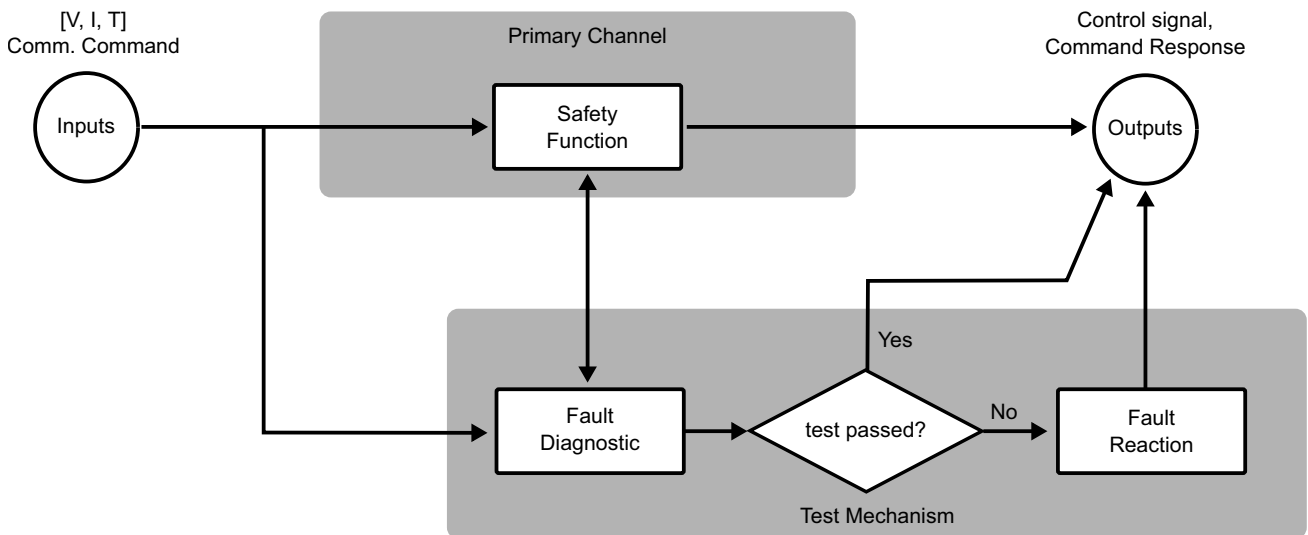 [V, I, T]
Comm. Command
Inputs
Primary Channel
Safety
Function
Control signal,
Command Response
Outputs
Fault
Diagnostic
test passed?
Yes
No
Fault
Reaction
Test Mechanism